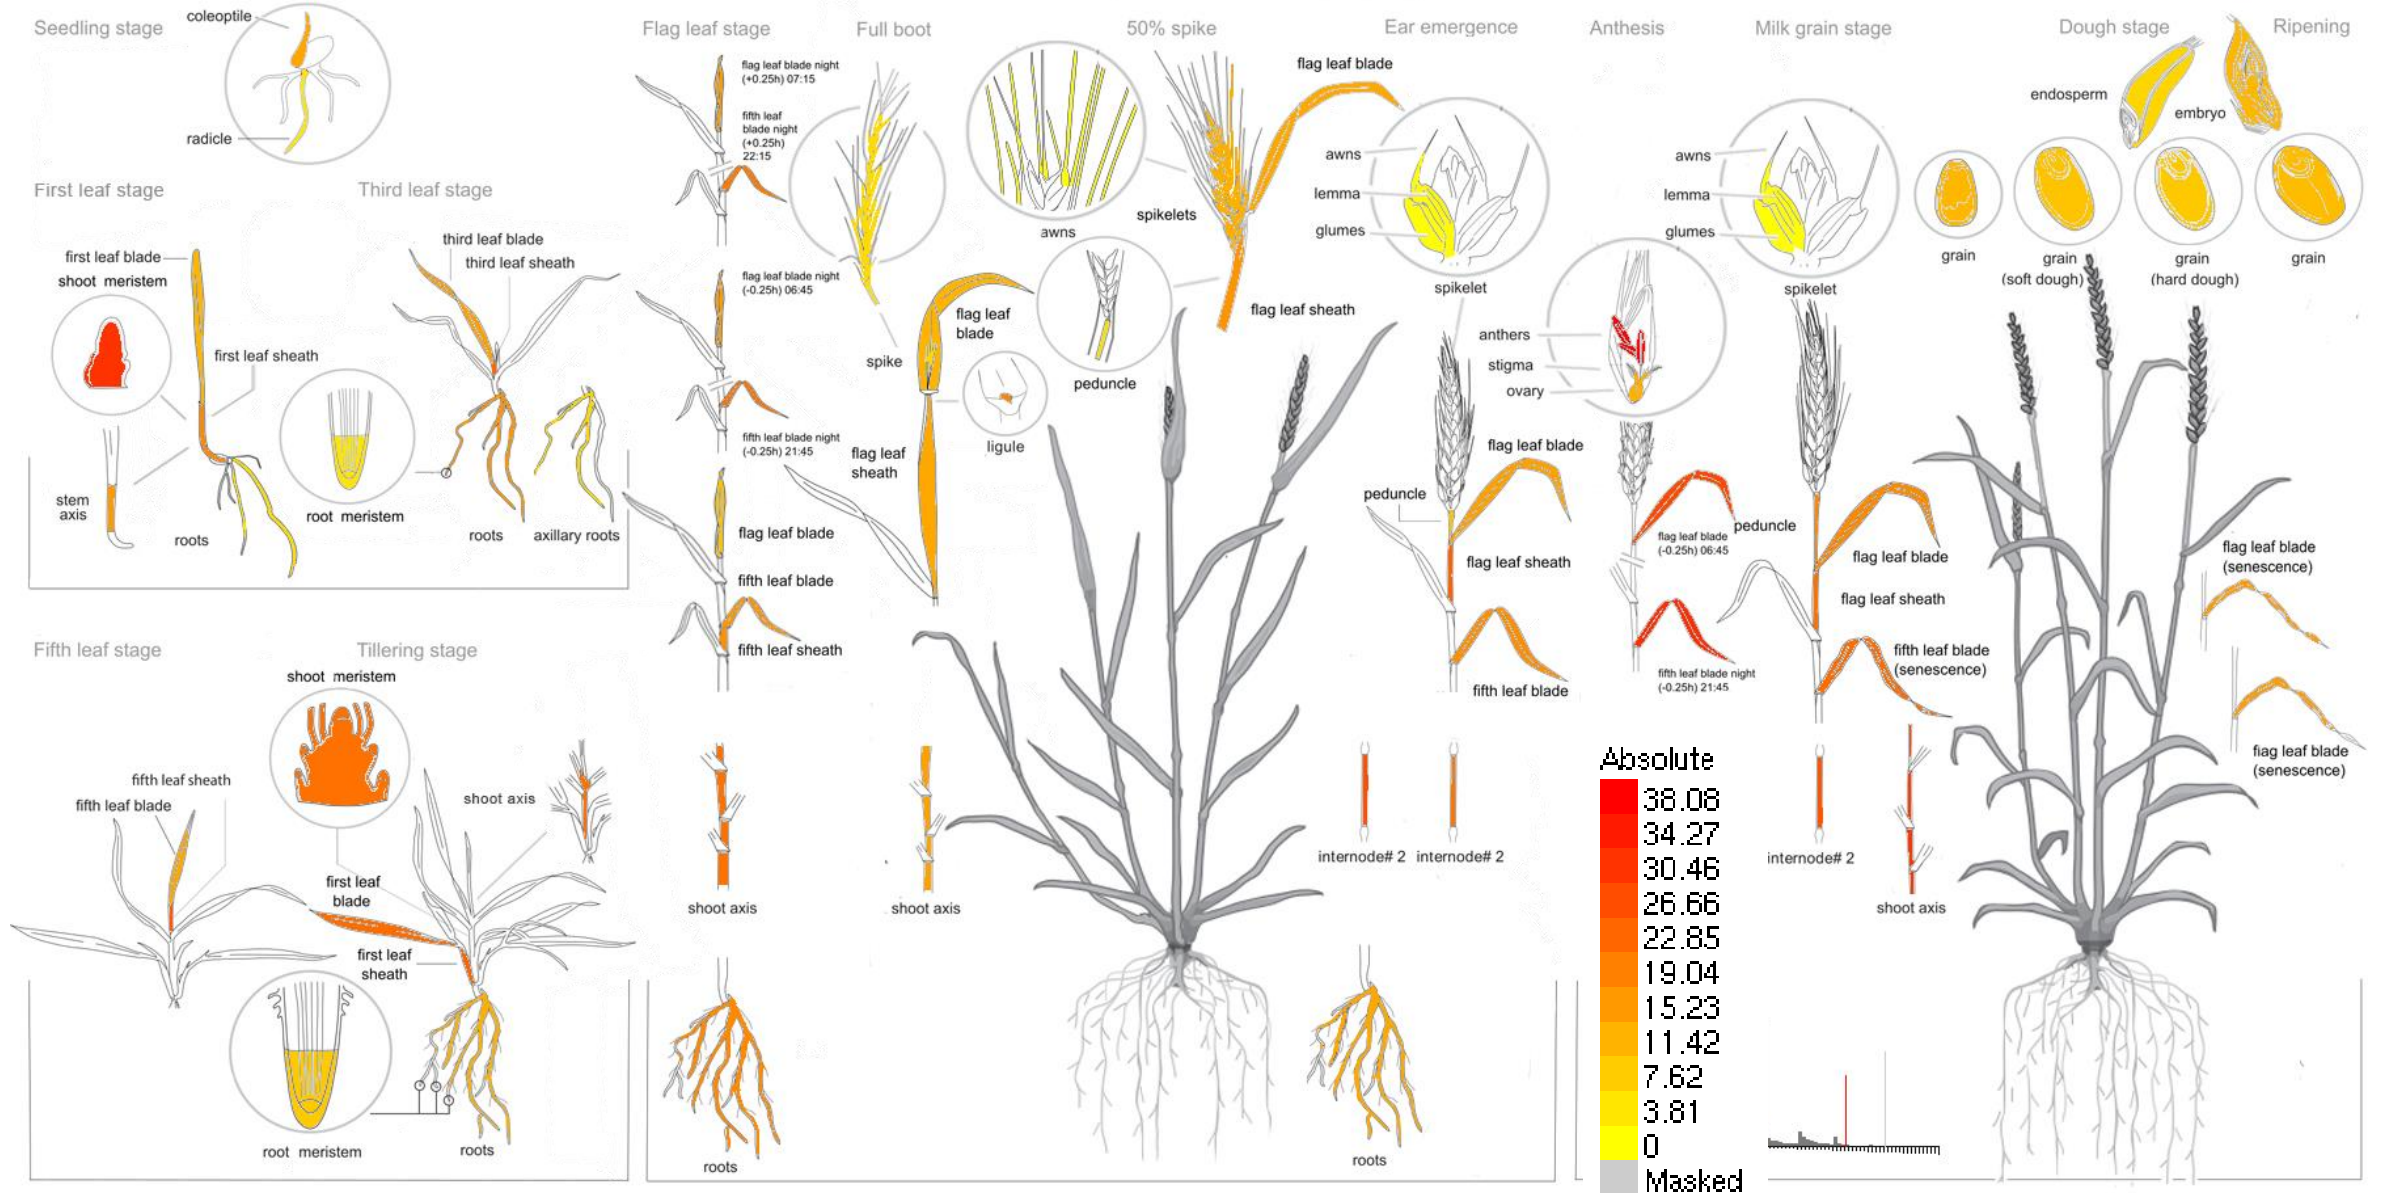 Seedling stage
coleoptile
radicle
First leaf stage
Third leaf stage
first leaf blade
shoot meristem
first leaf sheath
stem
axis
roots
third leaf blade
third leaf sheath
root meristem
roots
axillary roots
Fifth leaf stage
Tillering stage
shoot meristem
fifth leaf sheath
fifth leaf blade
shoot axis
first leaf
blade
first leaf
sheath
root meristem
roots
Flag leaf stage
flag leaf blade night
(+0.25h) 07:15
fifth leaf
blade night
(+0.25h)
22:15
flag leaf blade night
(-0.25h) 06:45
fifth leaf blade night
(-0.25h) 21:45
flag leaf blade
fifth leaf blade
fifth leaf sheath
shoot axis
roots
Full boot
spike
flag leaf
blade
ligule
flag leaf
sheath
shoot axis
50% spike
flag leaf blade
awns
spikelets
peduncle
flag leaf sheath
Ear emergence
awns
lemma
glumes
spikelet
flag leaf blade
peduncle
flag leaf sheath
fifth leaf blade
internode# 2
internode# 2
roots
Anthesis
anthers
stigma
ovary
flag leaf blade
(-0.25h) 06:45
fifth leaf blade night
(-0.25h) 21:45
Milk grain stage
awns
lemma
glumes
spikelet
peduncle
flag leaf blade
flag leaf sheath
fifth leaf blade
(senescence)
internode# 2
shoot axis
Dough stage
Ripening
endosperm
embryo
grain
grain
(soft dough)
grain
(hard dough)
grain
flag leaf blade
(senescence)
flag leaf blade
(senescence)
Absolute
38.08
34.27
30.46
26.66
22.85
19.04
15.23
11.42
7.62
3.81
0
Masked